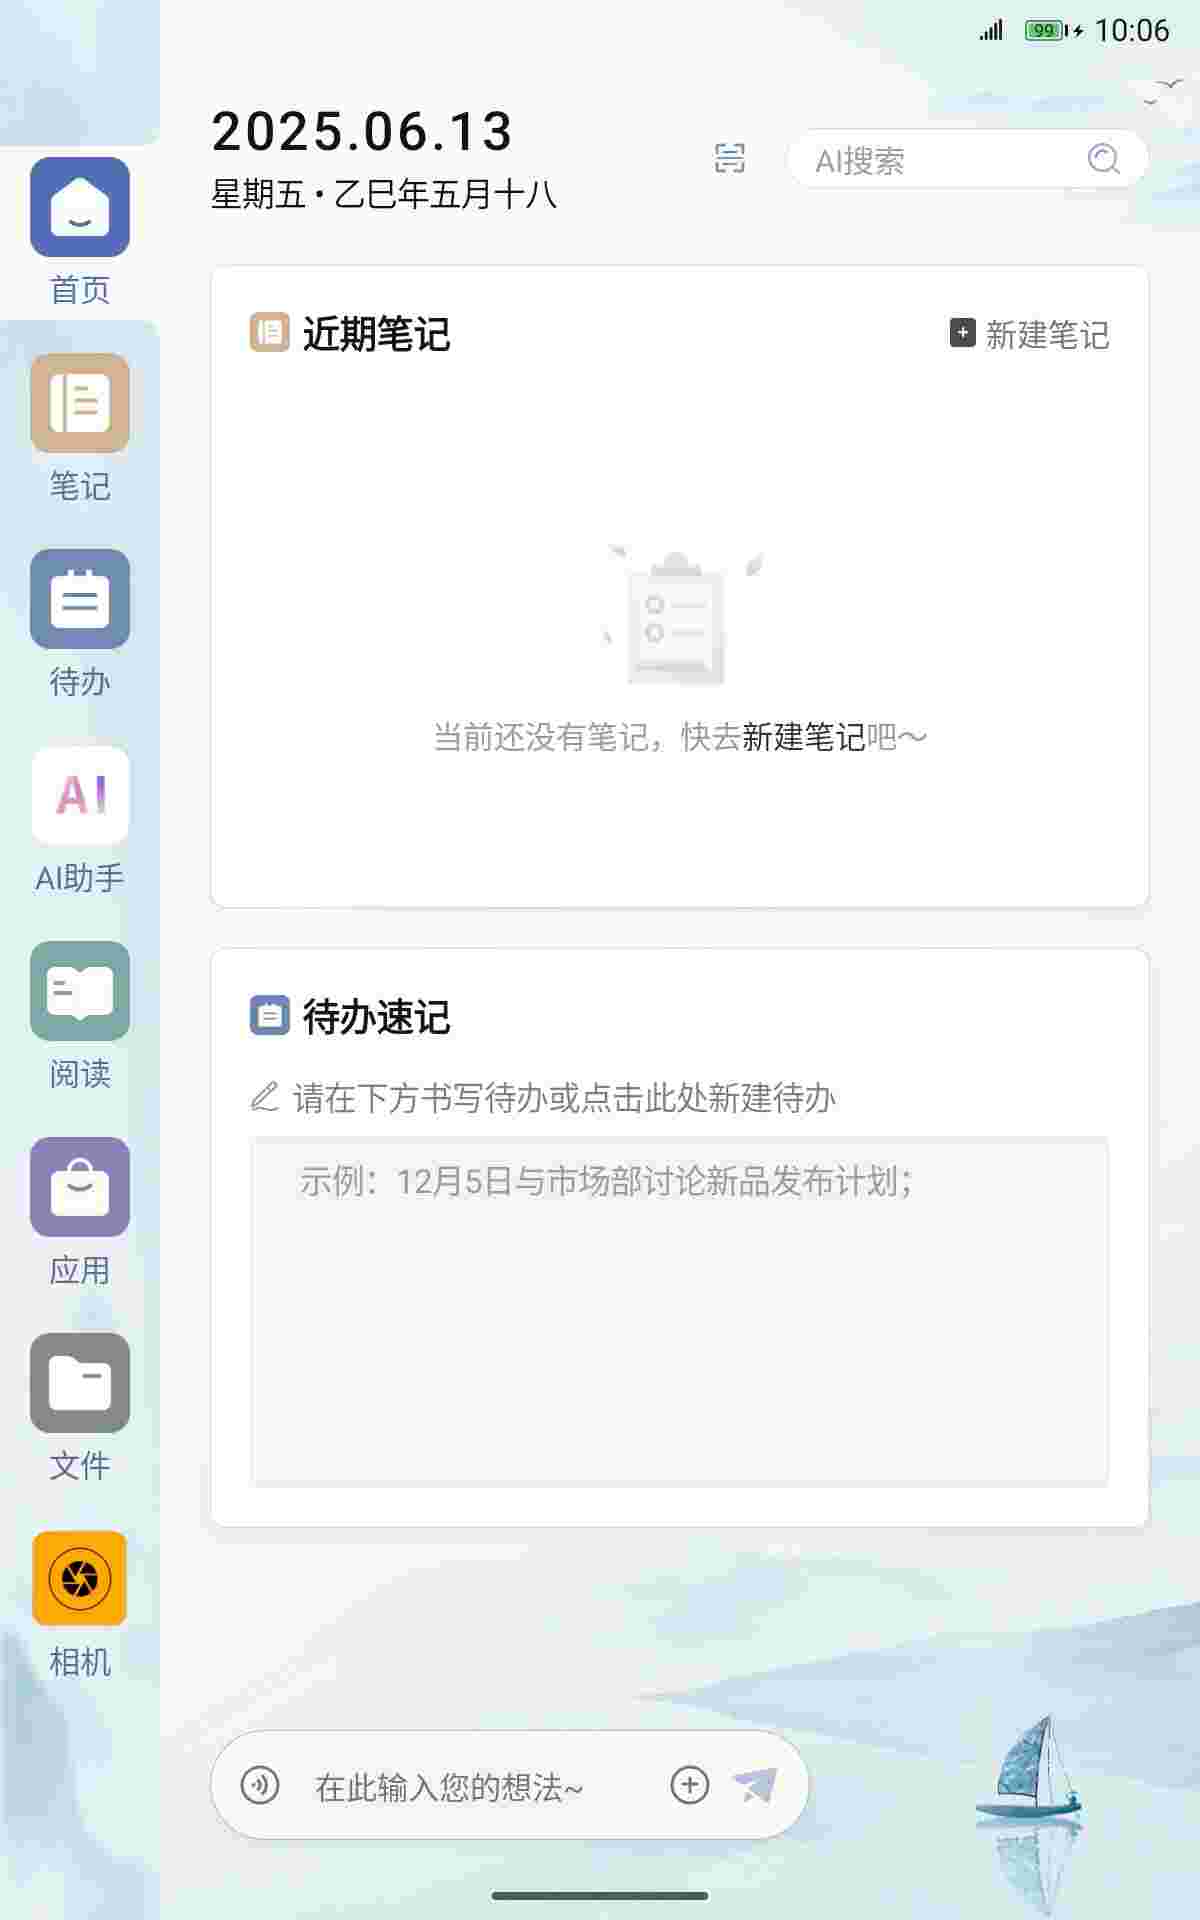 99 10:06
2025.06.13
星期五·乙巳年五月十八
AI搜索
首页
笔记
待办
AI
AI助手
阅读
应用
文件
相机
近期笔记
新建笔记
当前还没有笔记，快去新建笔记吧～
待办速记
请在下方书写待办或点击此处新建待办
示例：12月5日与市场部讨论新品发布计划；
在此输入您的想法~